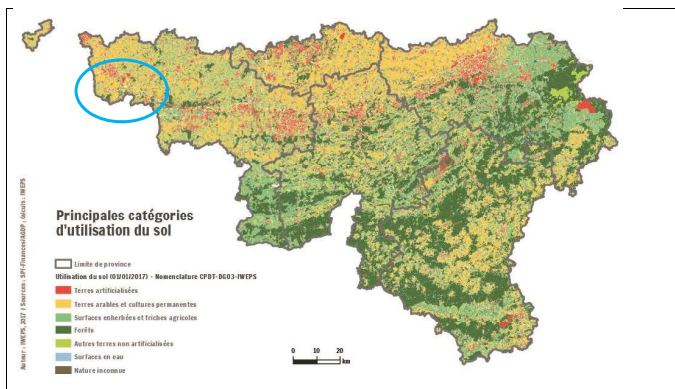 Principales catégories
d'utilisation du sol
Limite de province
Utilisation du sol (01/01/2017) - Nomenclature CPDT-DGO3-IWEPS
Terres artificialisées
Terres arables et cultures permanentes
Surfaces enherbées et friches agricoles
Forêts
Autres terres non artificialisées
Surfaces en eau
Nature inconnue
0 10 20
km
Auteur : IWEPS, 2017 / Sources : SPF-Finances/AGDP ; Calculs : IWEPS